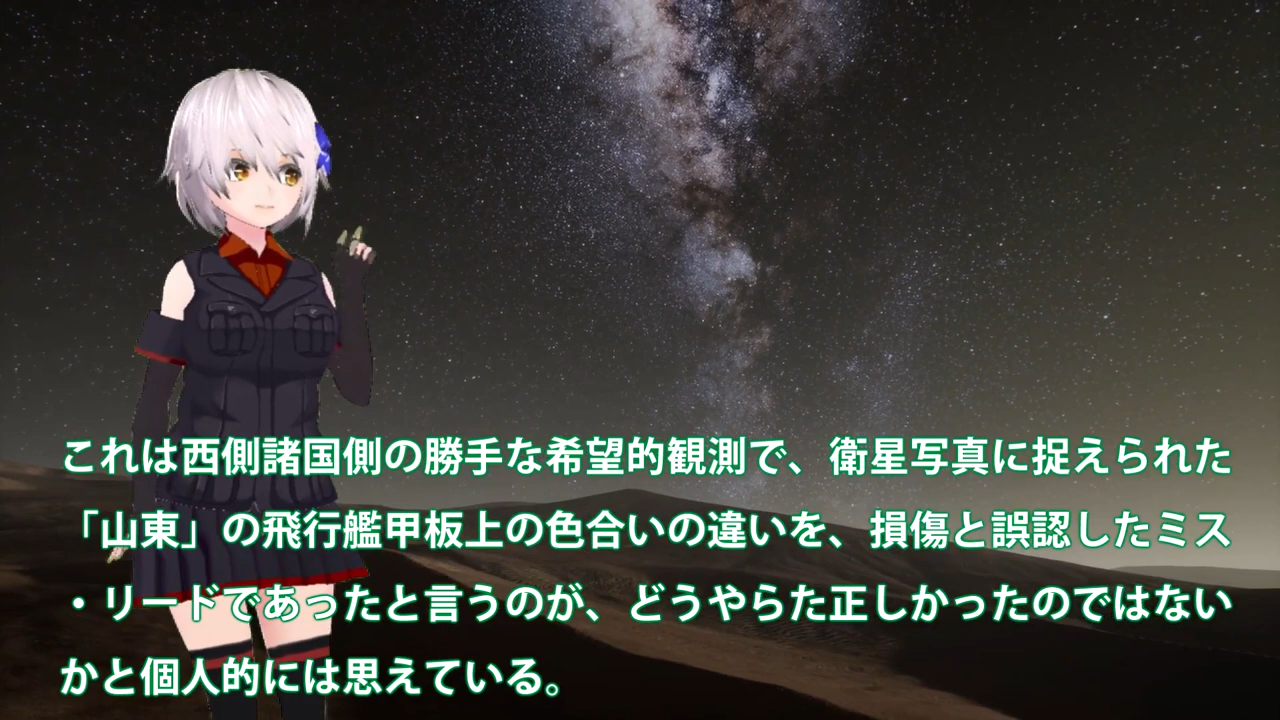 これは西側諸国側の勝手な希望的観測で、衛星写真に捉えられた
「山東」の飛行艦甲板上の色合いの違いを、損傷と誤認したミス
・リードであったと言うのが、どうやらた正しかったのではない
かと個人的には思えている。